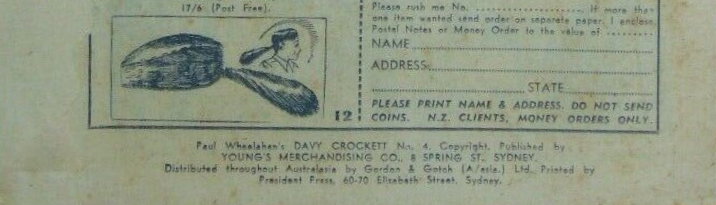 17/6 (Post Free).
12
Please rush me No. ........................ If more than
one item wanted send order on separate paper. I enclose
Postal Notes or Money Order to the value of ........
NAME
ADDRESS:
STATE
PLEASE PRINT NAME & ADDRESS. DO NOT SEND
COINS. N.Z. CLIENTS, MONEY ORDERS ONLY.
Paul Wheelahan's DAVY CROCKETT No. 4. Copyright. Published by
YOUNG'S MERCHANDISING CO., 8 SPRING ST., SYDNEY.
Distributed throughout Australasia by Gordon & Gotch (A/asia.) Ltd. Printed by
President Press, 60-70 Elizabeth Street, Sydney.